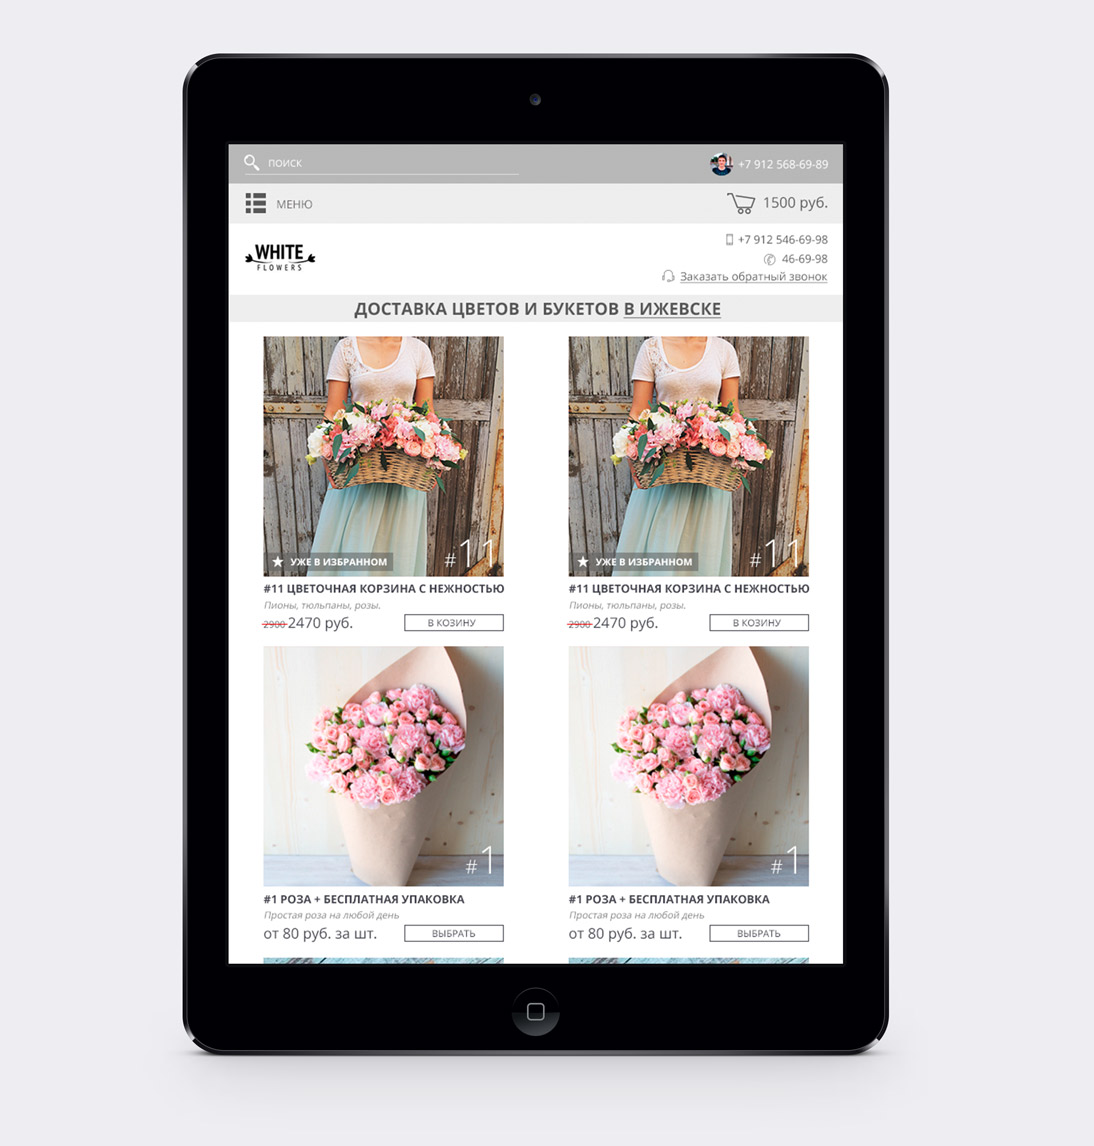 ПОИСК
+7 912 568-69-89
МЕНЮ
1500 руб.
WHITE
FLOWERS
+7 912 546-69-98
46-69-98
Заказать обратный звонок
ДОСТАВКА ЦВЕТОВ И БУКЕТОВ В ИЖЕВСКЕ
УЖЕ В ИЗБРАННОМ
#11
УЖЕ В ИЗБРАННОМ
#11
#11 ЦВЕТОЧНАЯ КОРЗИНА С НЕЖНОСТЬЮ
Пионы, тюльпаны, розы.
2900 2470 руб.
В КОЗИНУ
#11 ЦВЕТОЧНАЯ КОРЗИНА С НЕЖНОСТЬЮ
Пионы, тюльпаны, розы.
2900 2470 руб.
В КОЗИНУ
#1
#1
#1 РОЗА + БЕСПЛАТНАЯ УПАКОВКА
Простая роза на любой день
от 80 руб. за шт.
ВЫБРАТЬ
#1 РОЗА + БЕСПЛАТНАЯ УПАКОВКА
Простая роза на любой день
от 80 руб. за шт.
ВЫБРАТЬ